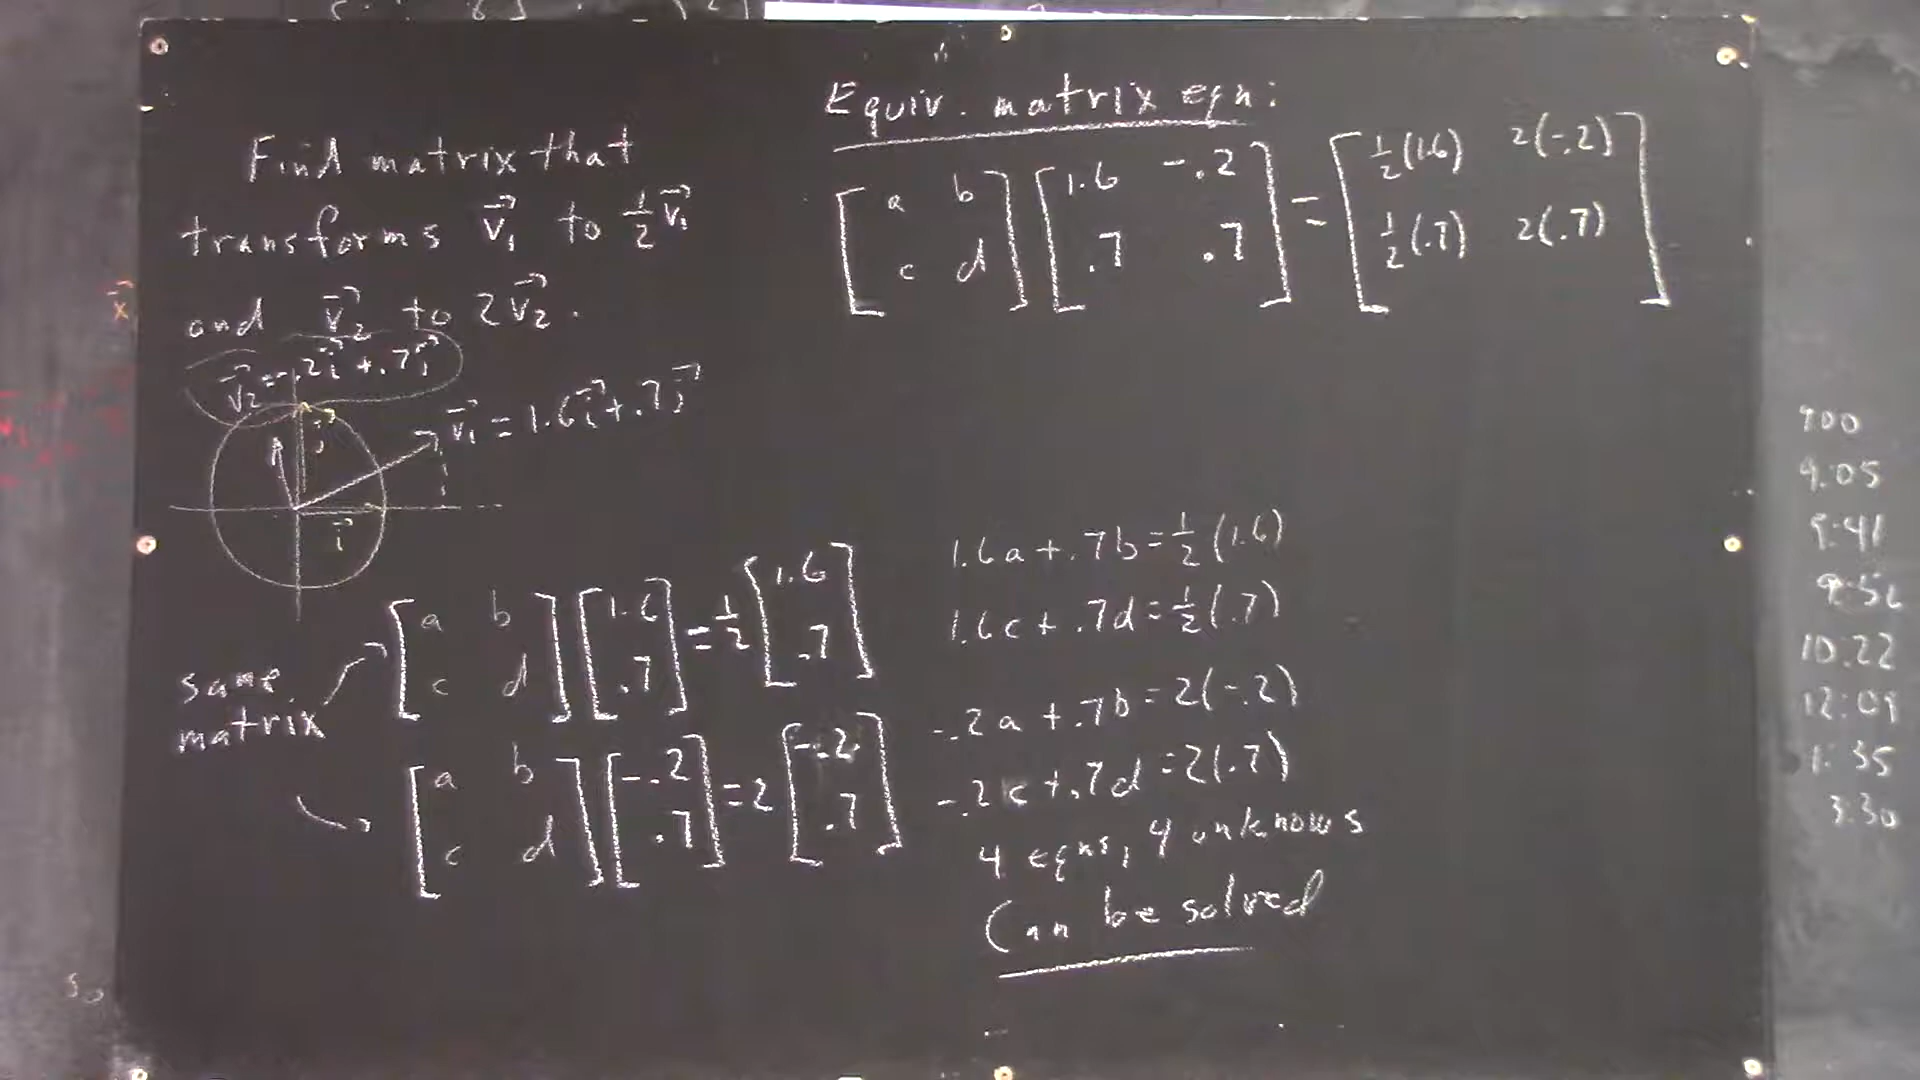 Find matrix that
transforms v⃗₁ to ½v⃗₁
and v⃗₂ to 2v⃗₂.
v⃗₂ = -.2i⃗ + .7j⃗
v⃗₁ = 1.6i⃗ + .7j⃗
j⃗
i⃗
same
matrix
[a b; c d] [1.6; .7] = ½ [1.6; .7]
[a b; c d] [-.2; .7] = 2 [-.2; .7]
Equiv. matrix eqn:
[a b; c d] [1.6 -.2; .7 .7] = [½(1.6) 2(-.2); ½(.7) 2(.7)]
1.6a + .7b = ½(1.6)
1.6c + .7d = ½(.7)
-.2a + .7b = 2(-.2)
-.2c + .7d = 2(.7)
4 eqns, 4 unknows
Can be solved
x⃗
so
9:00
9:05
9:41
10:22
12:09
1:35
3:30